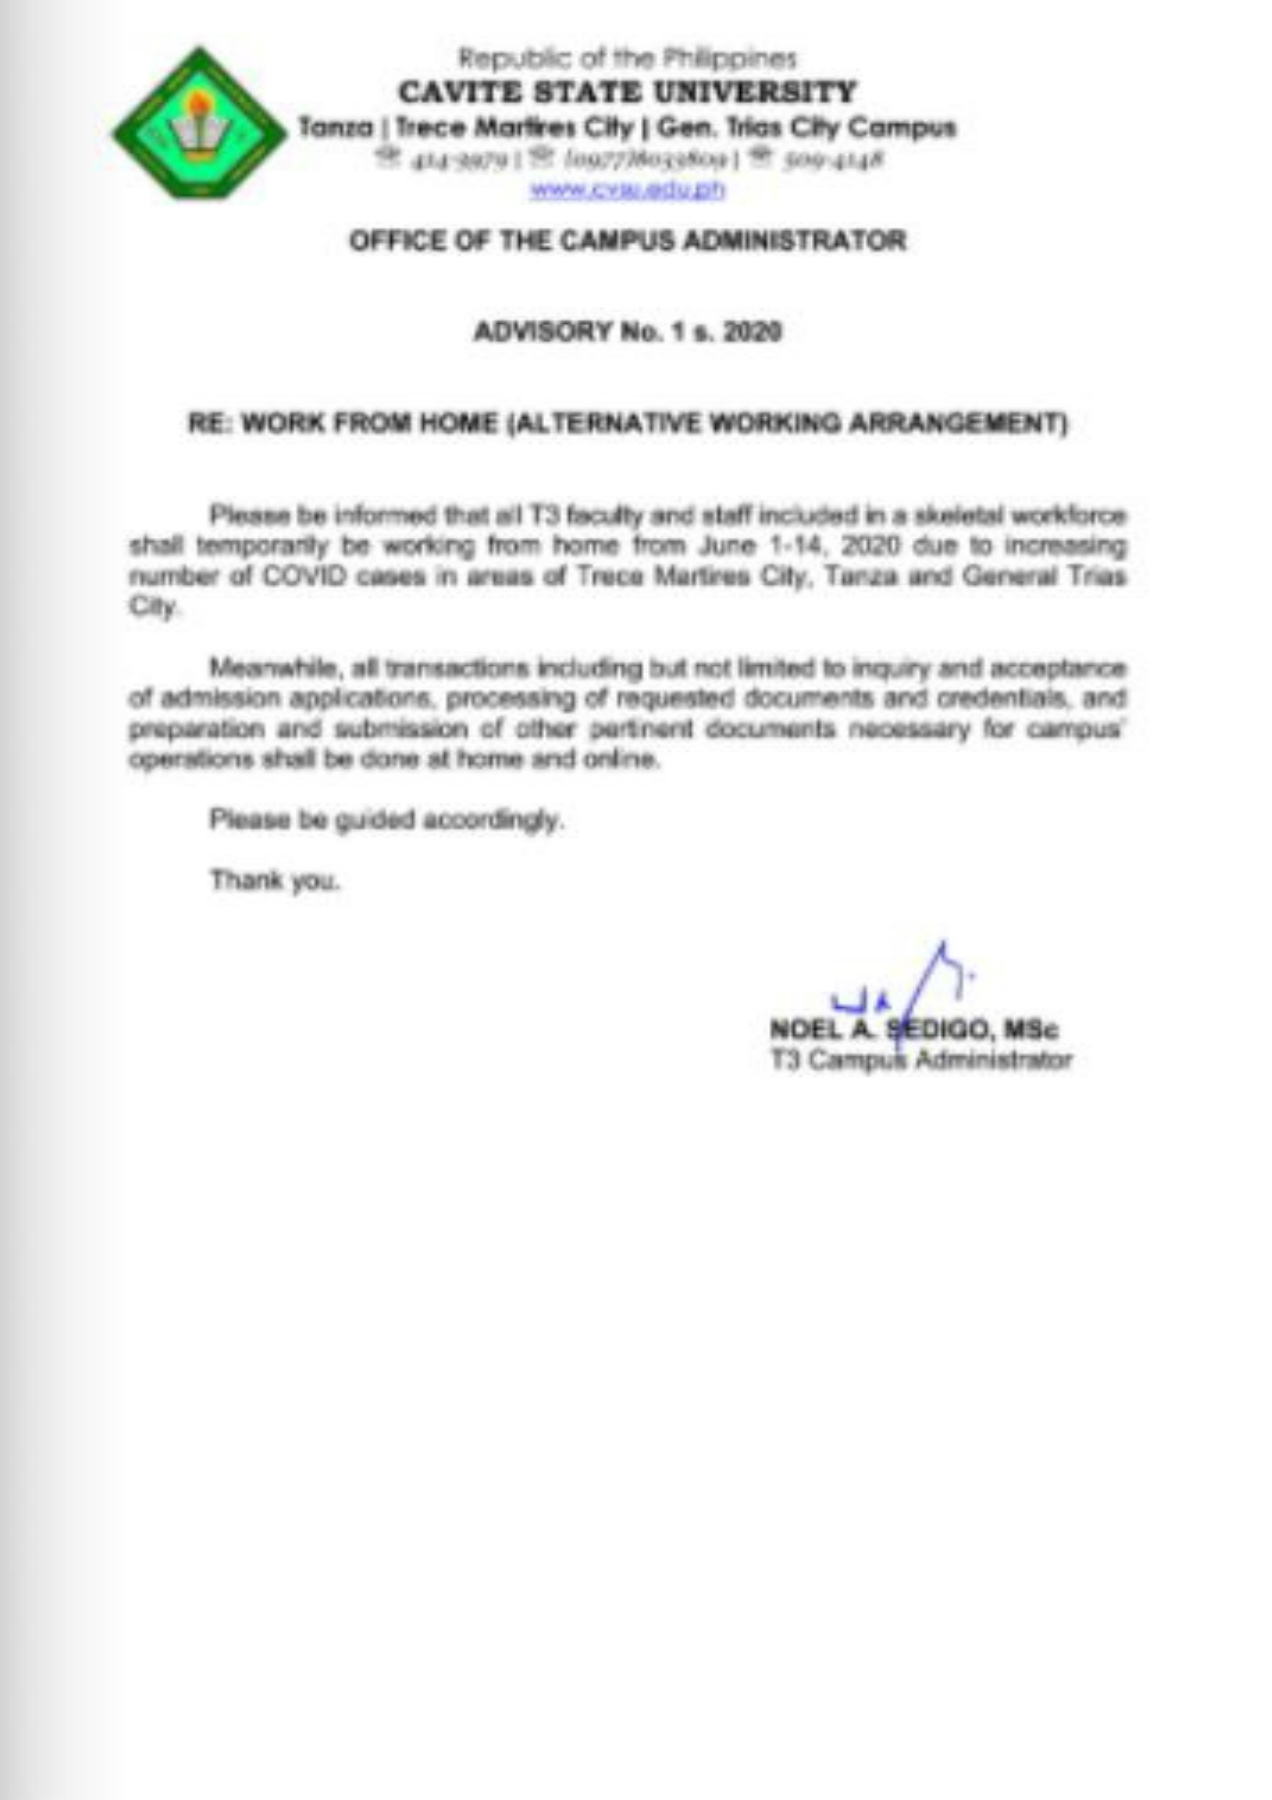 Republic of the Philippines
CAVITE STATE UNIVERSITY
Tanza | Trece Martires City | Gen. Trias City Campus
☏ 414-3979 | ☏ (0977)8033809 | ☏ 509-4148
www.cvsu.edu.ph
OFFICE OF THE CAMPUS ADMINISTRATOR
ADVISORY No. 1 s. 2020
RE: WORK FROM HOME (ALTERNATIVE WORKING ARRANGEMENT)
Please be informed that all T3 faculty and staff included in a skeletal workforce
shall temporarily be working from home from June 1-14, 2020 due to increasing
number of COVID cases in areas of Trece Martires City, Tanza and General Trias
City.
Meanwhile, all transactions including but not limited to inquiry and acceptance
of admission applications, processing of requested documents and credentials, and
preparation and submission of other pertinent documents necessary for campus'
operations shall be done at home and online.
Please be guided accordingly.
Thank you.
NOEL A. SEDIGO, MSc
T3 Campus Administrator